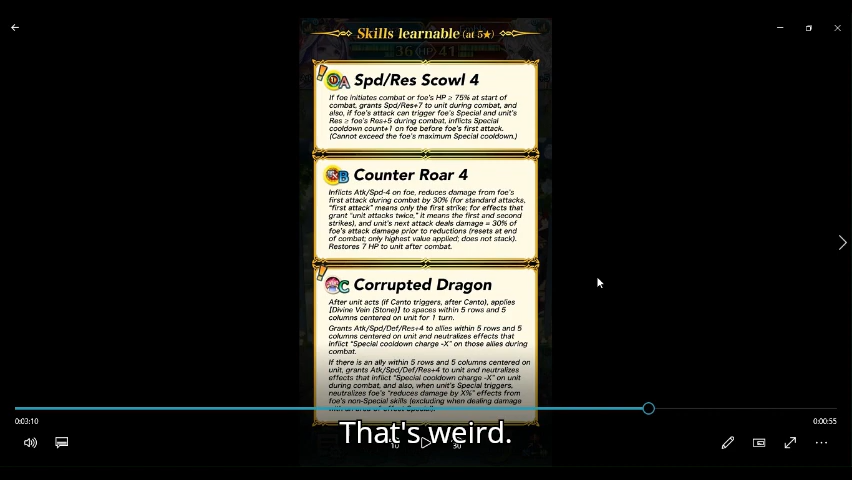 Skills learnable (at 5★)
36 HP 41
Spd/Res Scowl 4
If foe initiates combat or foe's HP ≥ 75% at start of
combat, grants Spd/Res+7 to unit during combat, and
also, if foe's attack can trigger foe's Special and unit's
Res ≥ foe's Res+5 during combat, inflicts Special
cooldown count+1 on foe before foe's first attack.
(Cannot exceed the foe's maximum Special cooldown.)
Counter Roar 4
Inflicts Atk/Spd-4 on foe, reduces damage from foe's
first attack during combat by 30% (for standard attacks,
"first attack" means only the first strike; for effects that
grant "unit attacks twice," it means the first and second
strikes), and unit's next attack deals damage = 30% of
foe's attack damage prior to reductions (resets at end
of combat; only highest value applied; does not stack).
Restores 7 HP to unit after combat.
Corrupted Dragon
After unit acts (if Canto triggers, after Canto), applies
【Divine Vein (Stone)】 to spaces within 5 rows and 5
columns centered on unit for 1 turn.
Grants Atk/Spd/Def/Res+4 to allies within 5 rows and 5
columns centered on unit and neutralizes effects that
inflict "Special cooldown charge -X" on those allies during
combat.
If there is an ally within 5 rows and 5 columns centered on
unit, grants Atk/Spd/Def/Res+4 to unit and neutralizes
effects that inflict "Special cooldown charge -X" on unit
during combat, and also, when unit's Special triggers,
neutralizes foe's "reduces damage by X%" effects from
foe's non-Special skills (excluding when dealing damage
0:03:10
0:00:55
That's weird.
10
30